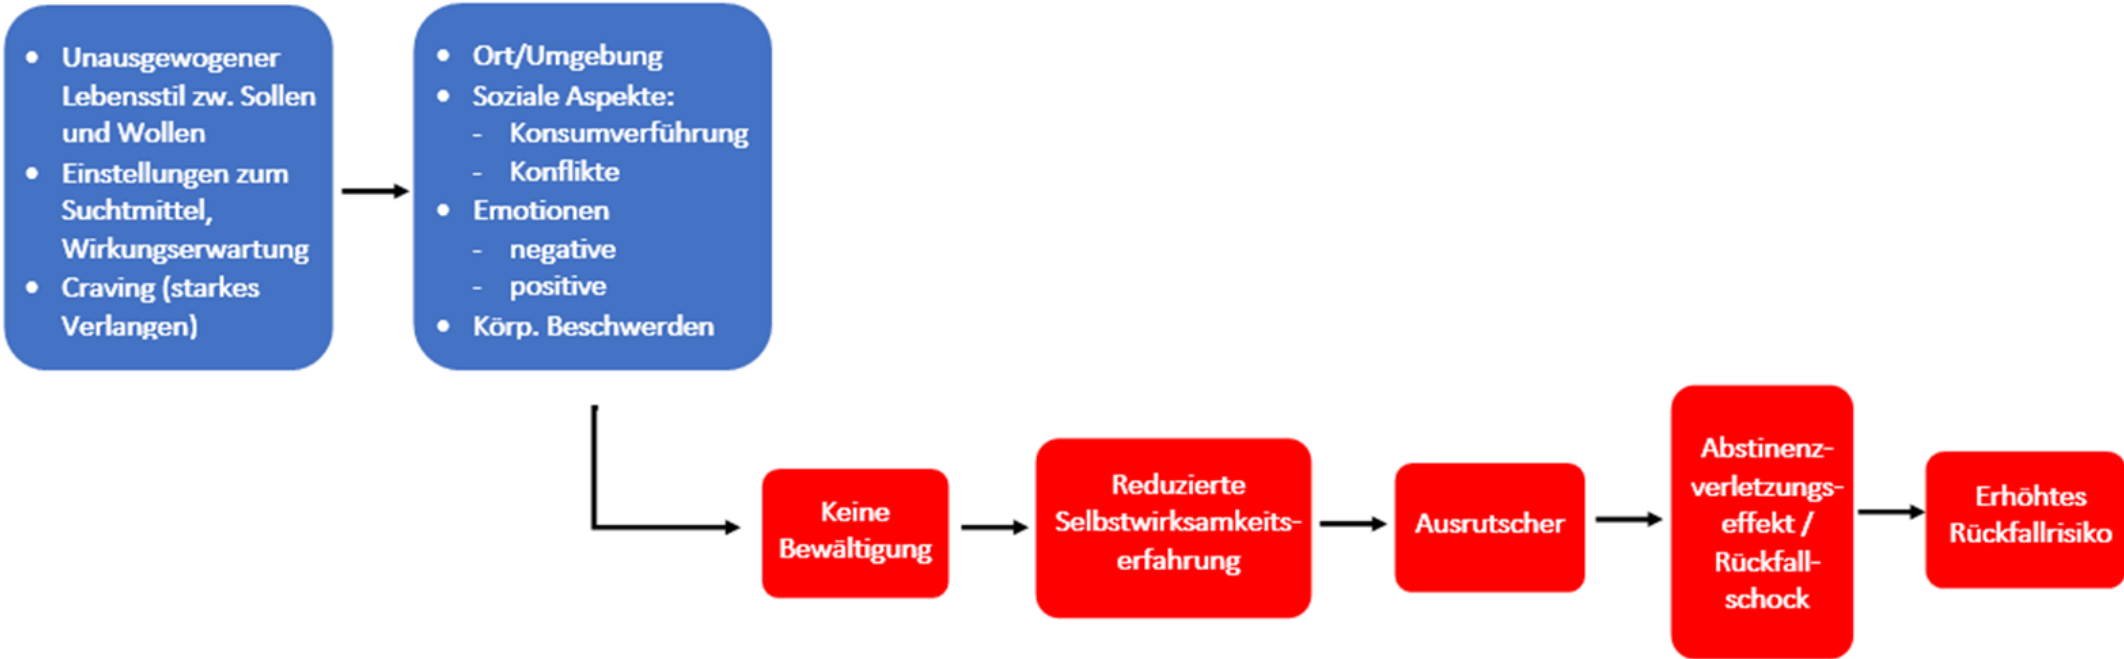 • Unausgewogener
Lebensstil zw. Sollen
und Wollen
• Einstellungen zum
Suchtmittel,
Wirkungserwartung
• Craving (starkes
Verlangen)
• Ort/Umgebung
• Soziale Aspekte:
- Konsumverführung
- Konflikte
• Emotionen
- negative
- positive
• Körp. Beschwerden
Keine
Bewältigung
Reduzierte
Selbstwirksamkeits-
erfahrung
Ausrutscher
Abstinenz-
verletzungs-
effekt /
Rückfall-
schock
Erhöhtes
Rückfallrisiko